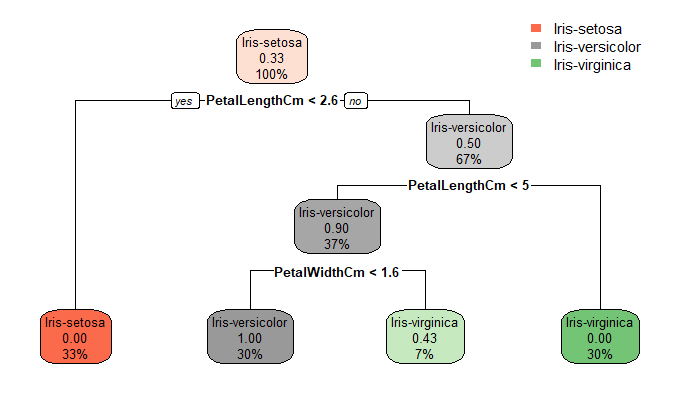 Iris-setosa
0.33
100%
Iris-setosa
Iris-versicolor
Iris-virginica
yes PetalLengthCm < 2.6 no
Iris-versicolor
0.50
67%
PetalLengthCm < 5
Iris-versicolor
0.90
37%
PetalWidthCm < 1.6
Iris-setosa
0.00
33%
Iris-versicolor
1.00
30%
Iris-virginica
0.43
7%
Iris-virginica
0.00
30%